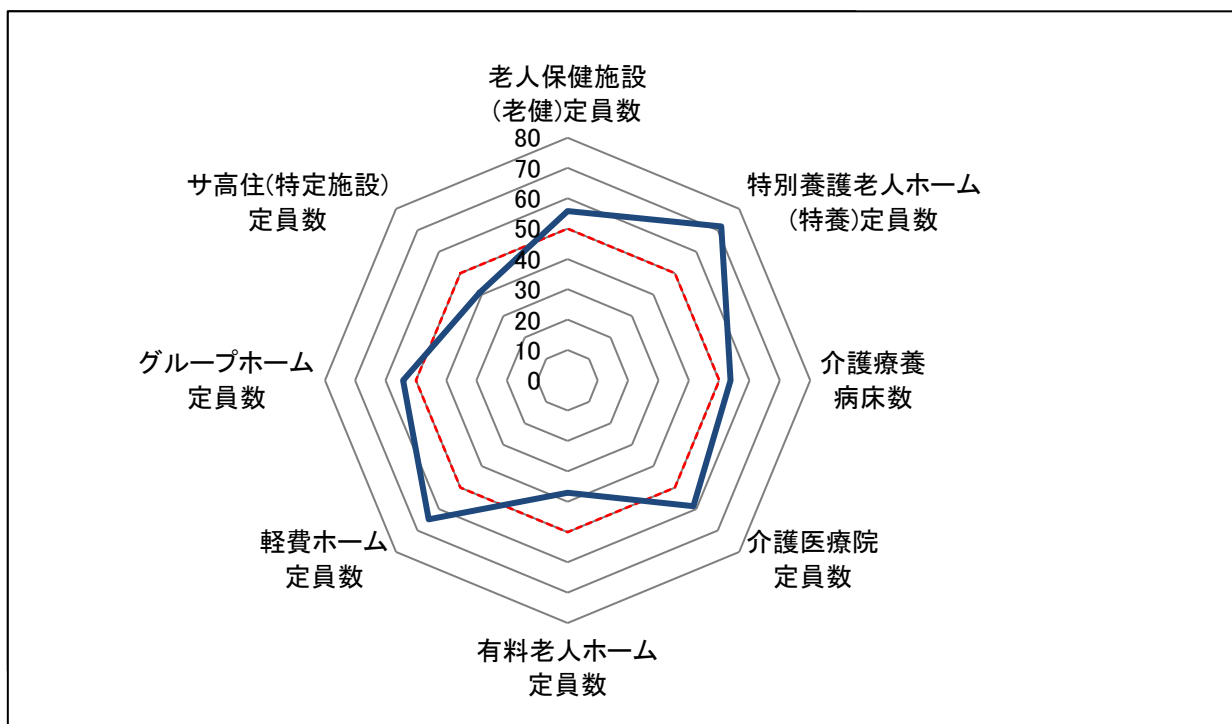 老人保健施設
(老健)定員数
特別養護老人ホーム
(特養)定員数
介護療養
病床数
介護医療院
定員数
有料老人ホーム
定員数
軽費ホーム
定員数
グループホーム
定員数
サ高住(特定施設)
定員数
80
70
60
50
40
30
20
10
0